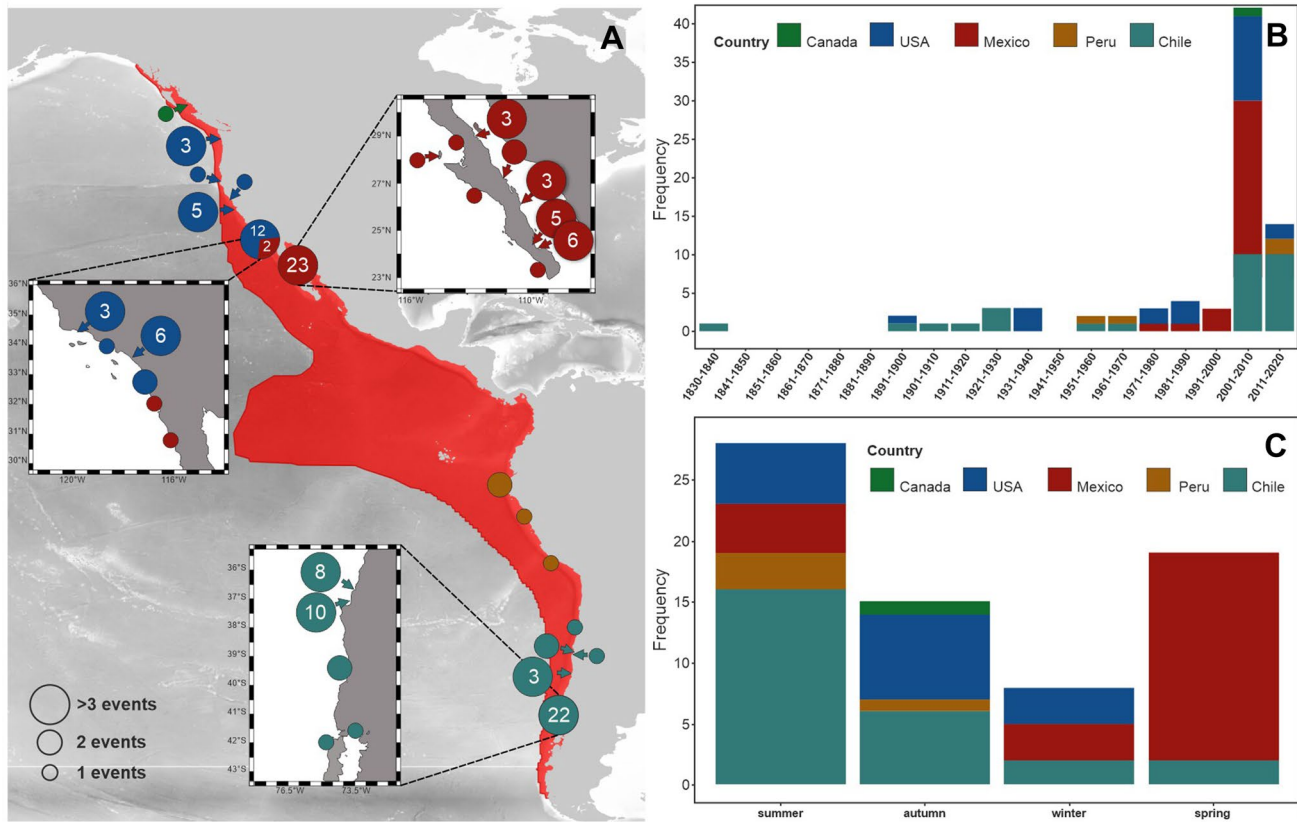 A
3
5
12
2
23
3
3
5
6
29°N
27°N
25°N
23°N
116°W
110°N
36°N
34°N
33°N
32°N
31°N
30°N
120°W
116°W
3
6
36°S
37°S
38°S
39°S
40°S
41°S
42°S
43°S
76.5°W
73.5°W
8
10
3
22
>3 events
2 events
1 events
B
Country Canada USA Mexico Peru Chile
Frequency
40
35
30
25
20
15
10
5
0
1830-1840
1841-1850
1851-1860
1861-1870
1871-1880
1881-1890
1891-1900
1901-1910
1911-1920
1921-1930
1931-1940
1941-1950
1951-1960
1961-1970
1971-1980
1981-1990
1991-2000
2001-2010
2011-2020
C
Country
Canada USA Mexico Peru Chile
Frequency
25
20
15
10
5
0
summer autumn winter spring